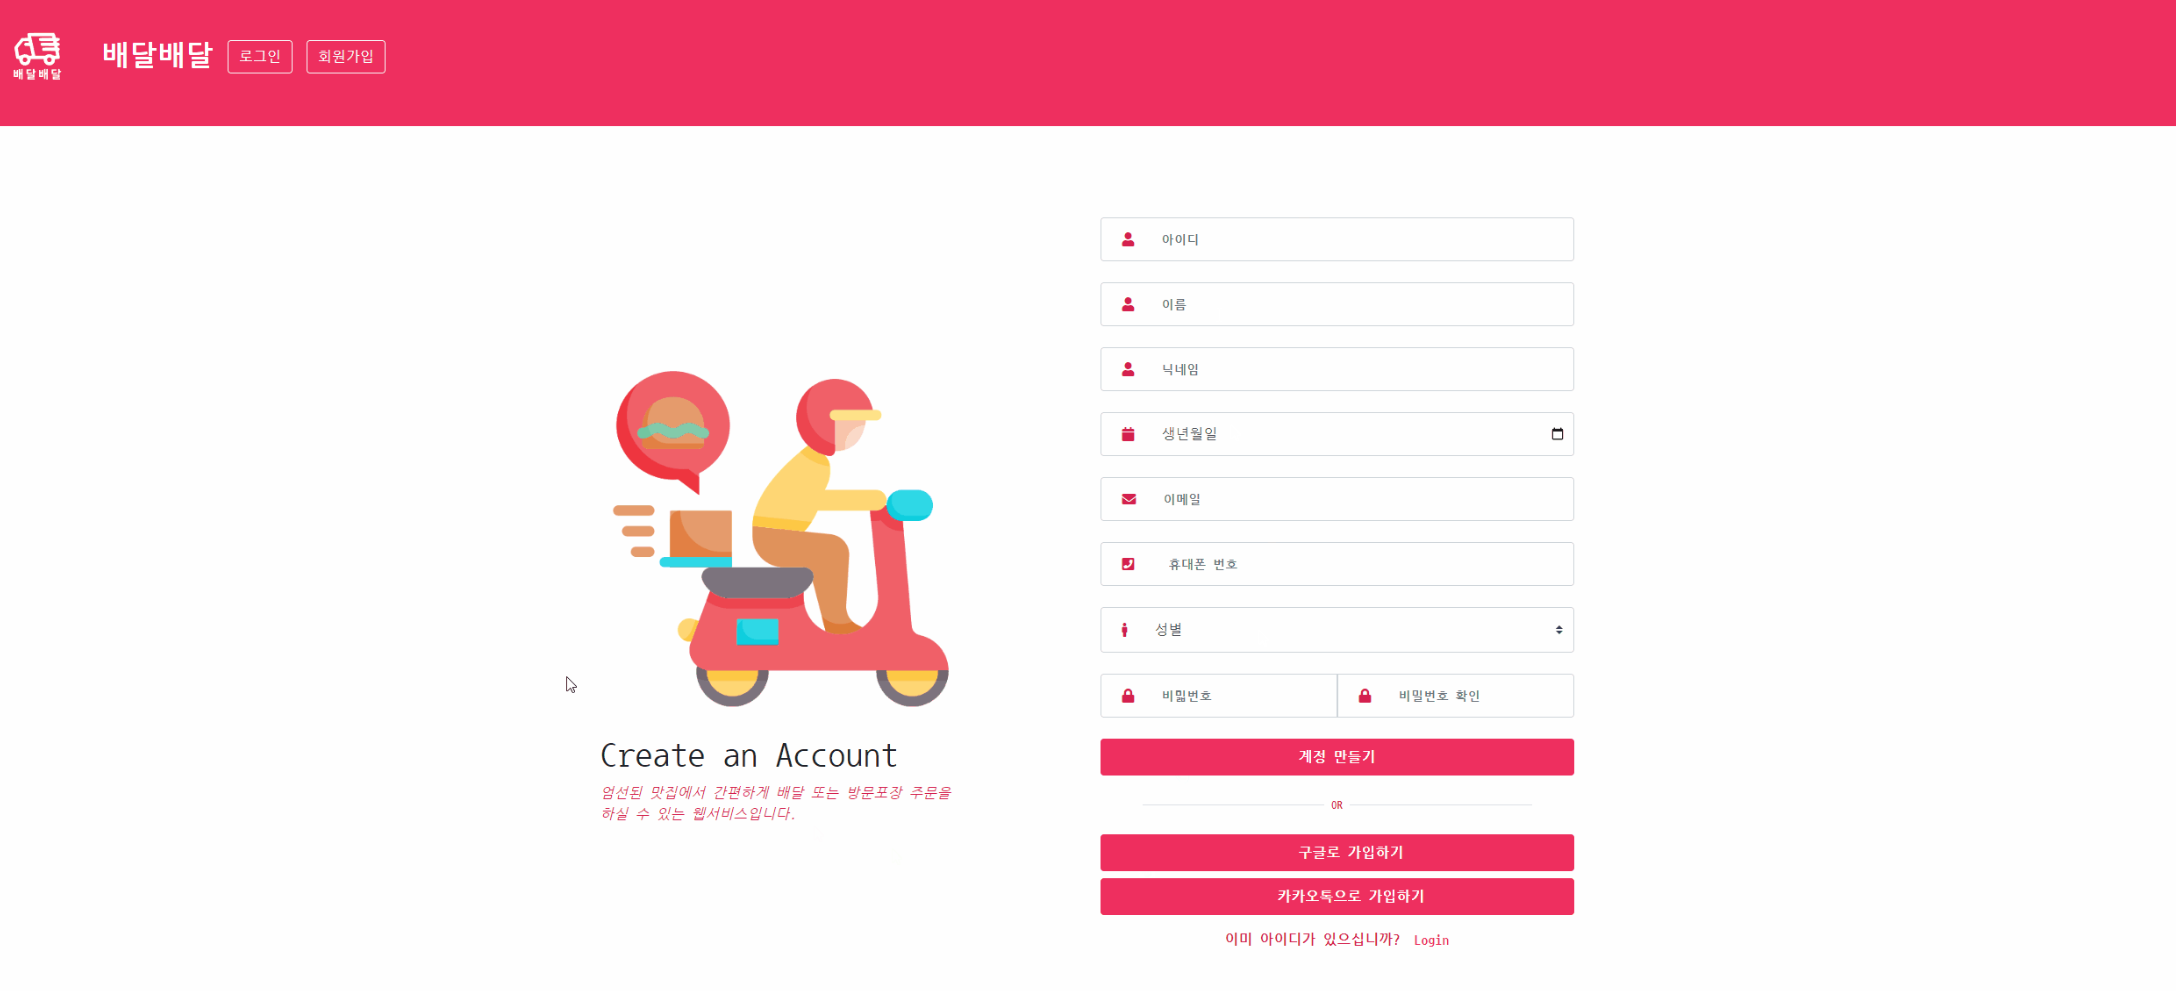 배달배달
배달배달 로그인 회원가입
아이디
이름
닉네임
생년월일
이메일
휴대폰 번호
성별
비밃번호 비밀번호 확인
계정 만들기
OR
구글로 가입하기
카카오톡으로 가입하기
이미 아이디가 있으십니까? Login
Create an Account
엄선된 맛집에서 간편하게 배달 또는 방문포장 주문을
하실 수 있는 웹서비스입니다.